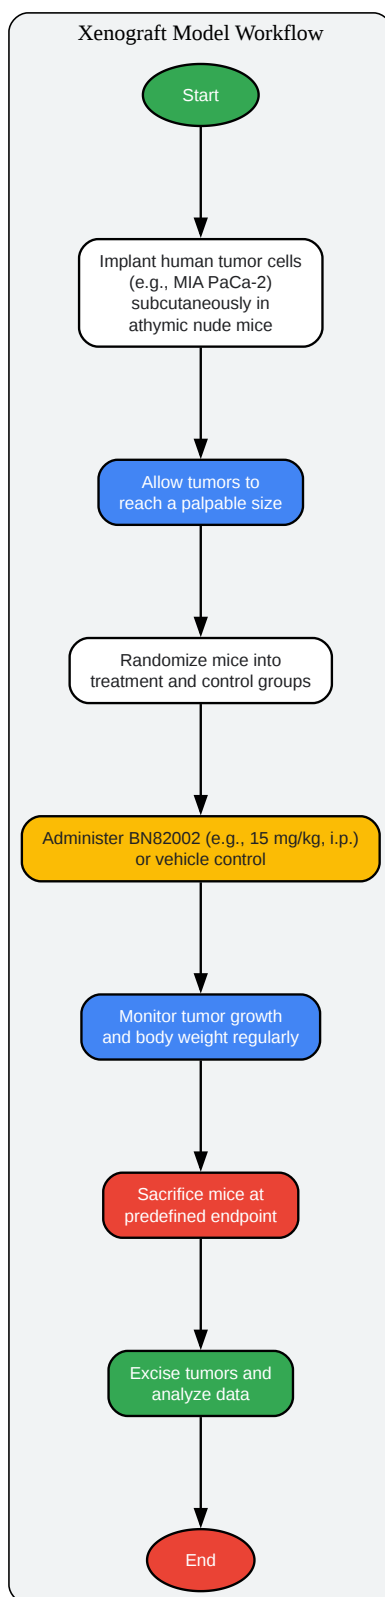 Xenograft Model Workflow
Start
Implant human tumor cells
(e.g., MIA PaCa-2)
subcutaneously in
athymic nude mice
Allow tumors to
reach a palpable size
Randomize mice into
treatment and control groups
Administer BN82002 (e.g., 15 mg/kg, i.p.)
or vehicle control
Monitor tumor growth
and body weight regularly
Sacrifice mice at
predefined endpoint
Excise tumors and
analyze data
End